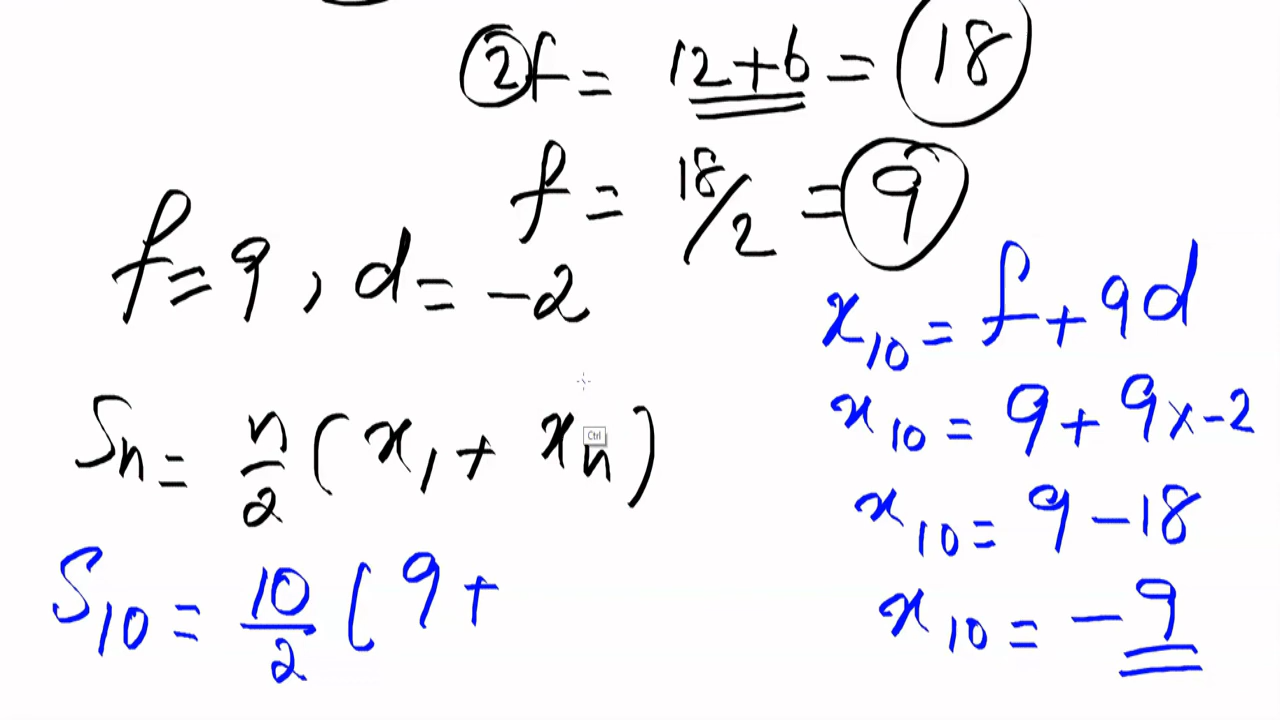 2f = 12+6 = 18
f = 18/2 = 9
f = 9, d = -2
Sn = n/2 (x1 + xn)
Ctrl
S10 = 10/2 ( 9 +
x10 = f + 9d
x10 = 9 + 9x-2
x10 = 9 - 18
x10 = -9